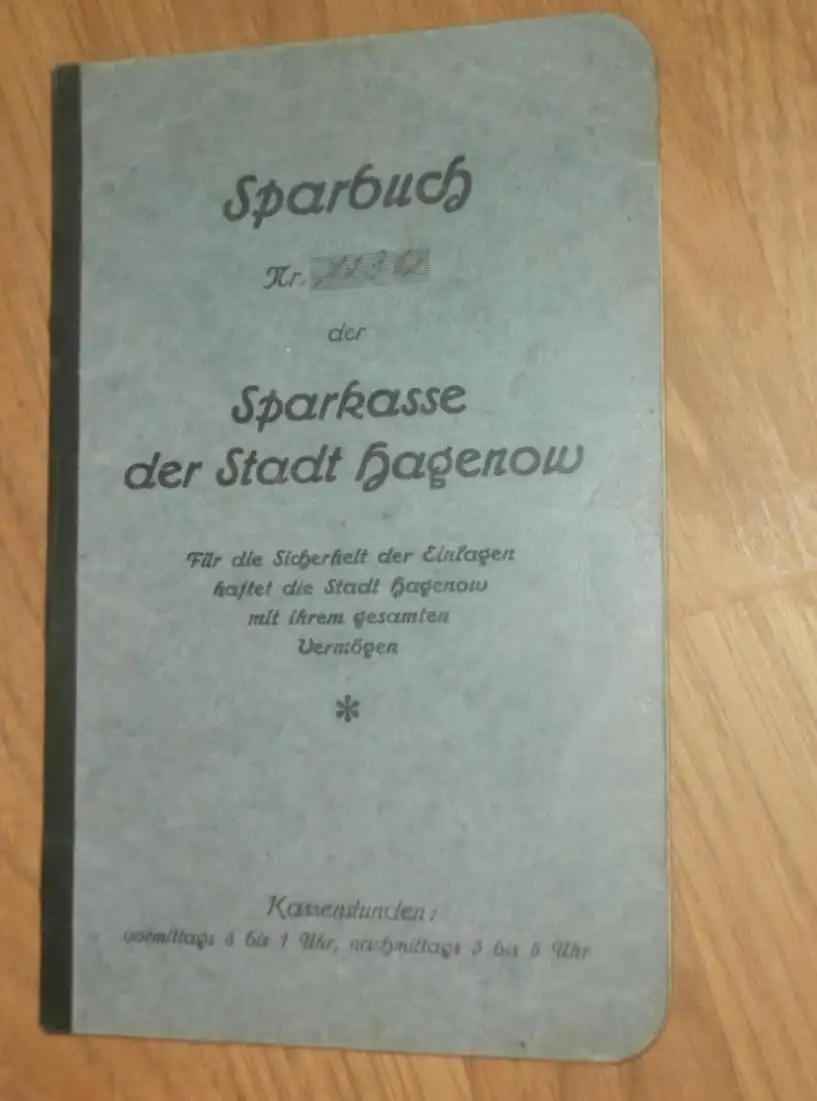 Sparbuch
Nr.
der
Sparkasse
der Stadt Hagenow
Für die Sicherheit der Einlagen
haftet die Stadt Hagenow
mit ihrem gesamten
Vermögen
*
Kassenstunden:
vormittags 8 bis 1 Uhr, nachmittags 3 bis 5 Uhr